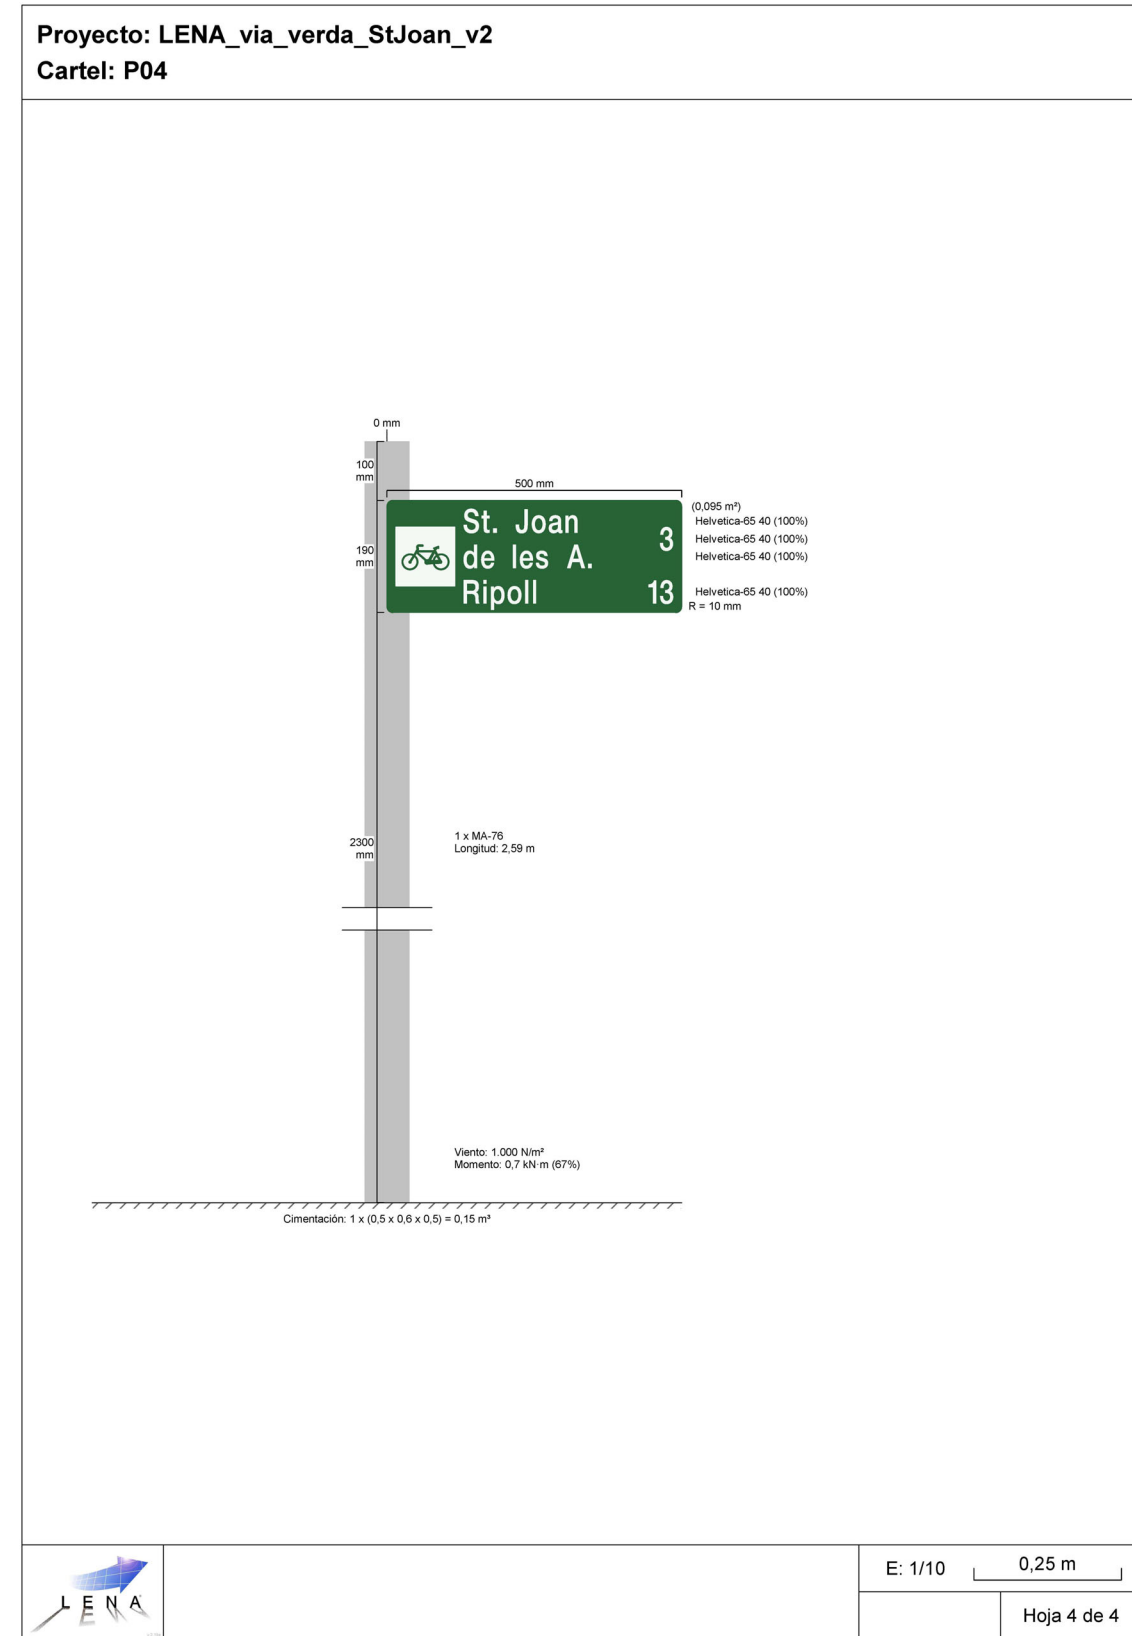 Proyecto: LENA_via_verda_StJoan_v2
Cartel: P04
0 mm
100
mm
500 mm
(0,095 m²)
St. Joan
3
de les A.
Ripoll
13
Helvetica-65 40 (100%)
Helvetica-65 40 (100%)
Helvetica-65 40 (100%)
Helvetica-65 40 (100%)
R = 10 mm
190
mm
2300
mm
1 x MA-76
Longitud: 2,59 m
Viento: 1.000 N/m²
Momento: 0,7 kN·m (67%)
Cimentación: 1 x (0,5 x 0,6 x 0,5) = 0,15 m³
LENA
E: 1/10
0,25 m
Hoja 4 de 4